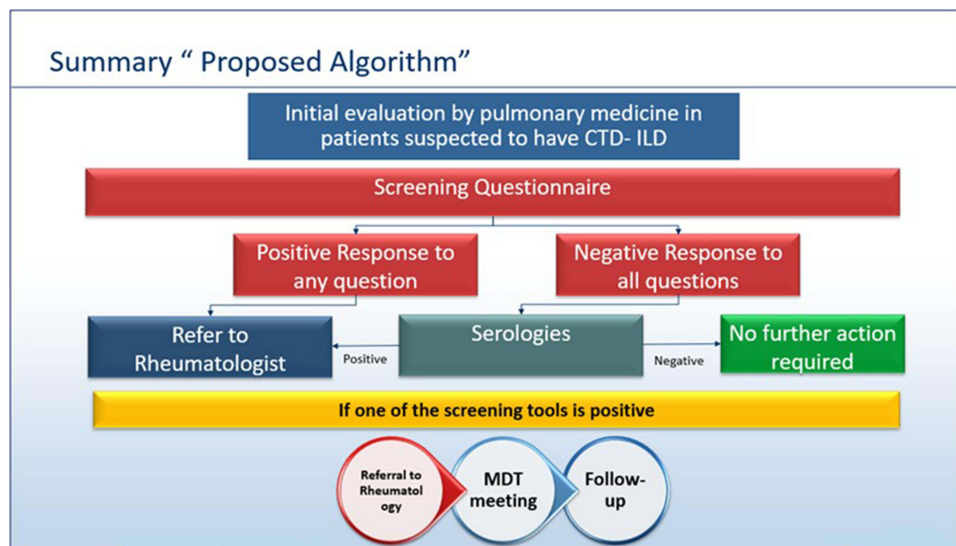 Summary “ Proposed Algorithm”
Initial evaluation by pulmonary medicine in
patients suspected to have CTD- ILD
Screening Questionnaire
Positive Response to
any question
Negative Response to
all questions
Refer to
Rheumatologist
Positive
Serologies
Negative
No further action
required
If one of the screening tools is positive
Referral to
Rheumatol
ogy
MDT
meeting
Follow-
up